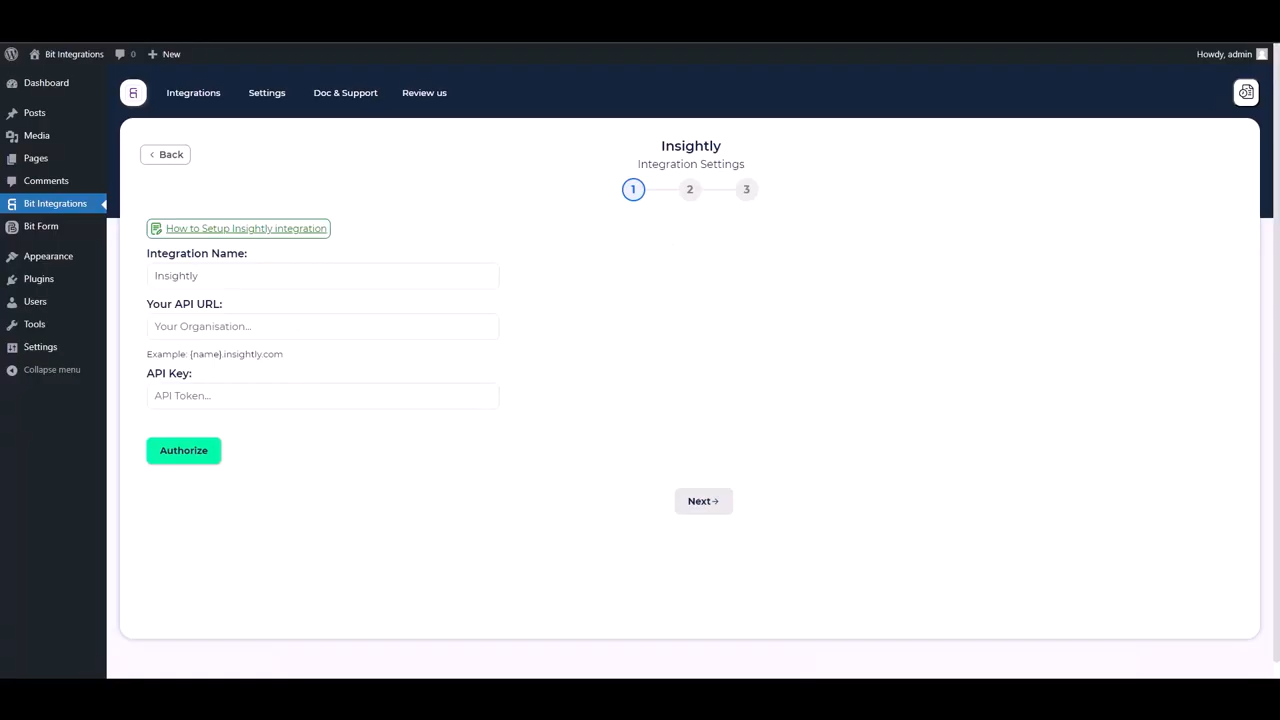 Bit Integrations
0
New
Howdy, admin
Dashboard
Posts
Media
Pages
Comments
Bit Integrations
Bit Form
Appearance
Plugins
Users
Tools
Settings
Collapse menu
Integrations
Settings
Doc & Support
Review us
Back
Insightly
Integration Settings
1
2
3
How to Setup Insightly integration
Integration Name:
Insightly
Your API URL:
Your Organisation...
Example: {name}.insightly.com
API Key:
API Token...
Authorize
Next→